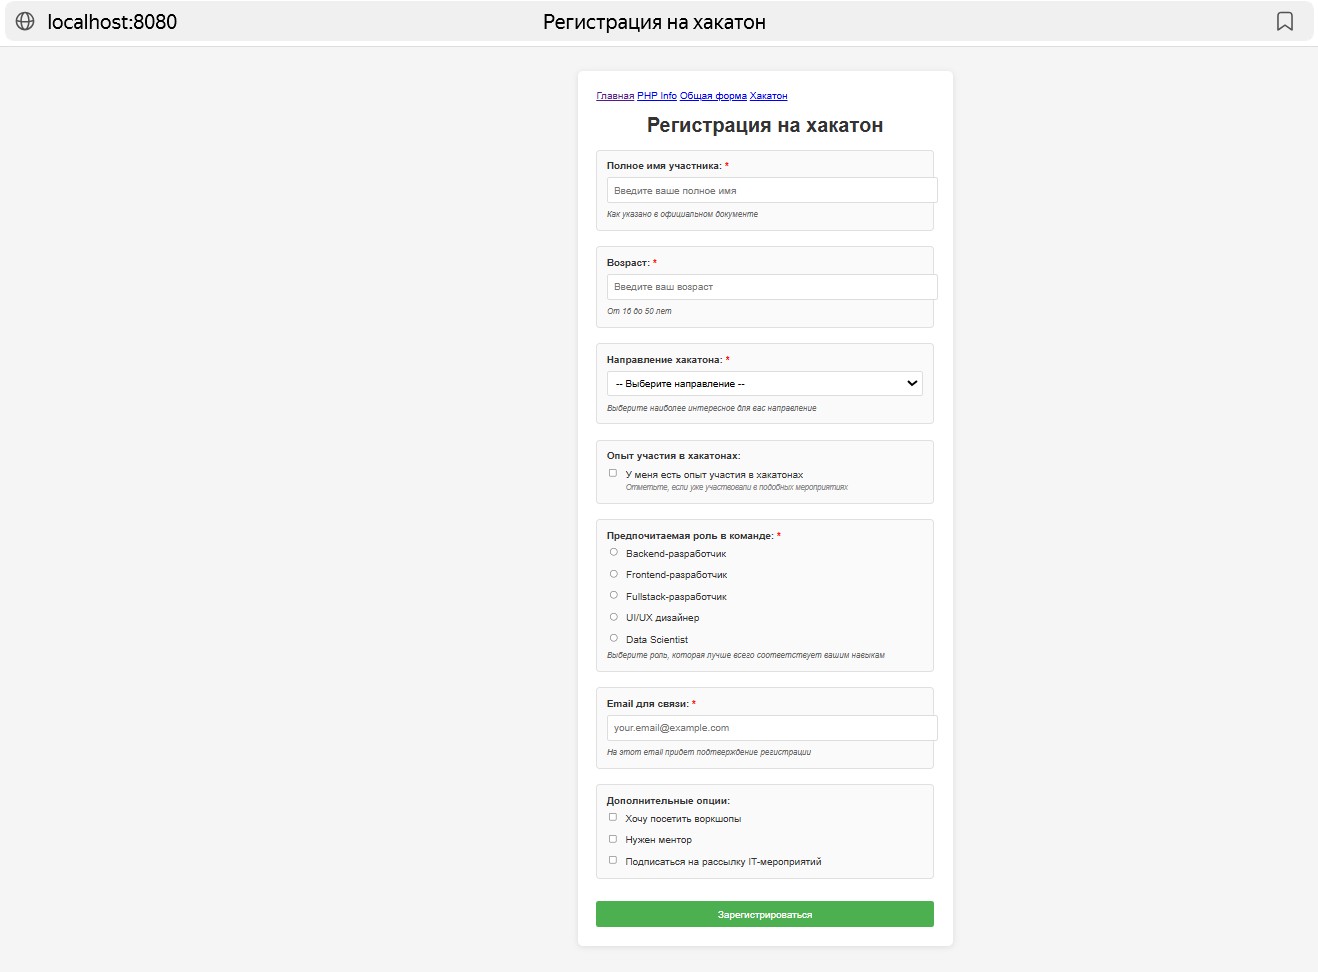 localhost:8080 Регистрация на хакатон
Главная PHP Info Общая форма Хакатон
Регистрация на хакатон
Полное имя участника: *
Введите ваше полное имя
Как указано в официальном документе
Возраст: *
Введите ваш возраст
От 16 до 50 лет
Направление хакатона: *
-- Выберите направление --
Выберите наиболее интересное для вас направление
Опыт участия в хакатонах:
У меня есть опыт участия в хакатонах
Отметьте, если уже участвовали в подобных мероприятиях
Предпочитаемая роль в команде: *
Backend-разработчик
Frontend-разработчик
Fullstack-разработчик
UI/UX дизайнер
Data Scientist
Выберите роль, которая лучше всего соответствует вашим навыкам
Email для связи: *
your.email@example.com
На этот email придет подтверждение регистрации
Дополнительные опции:
Хочу посетить воркшопы
Нужен ментор
Подписаться на рассылку IT-мероприятий
Зарегистрироваться